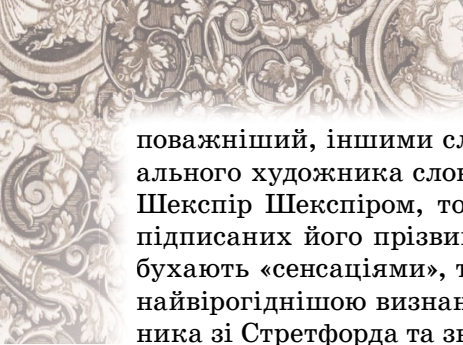 поважніший, іншими сл
ального художника слов
Шекспір Шекспіром, то
підписаних його прізви
бухають «сенсаціями», т
найвірогіднішою визнан
ника зі Стретфорда та зн